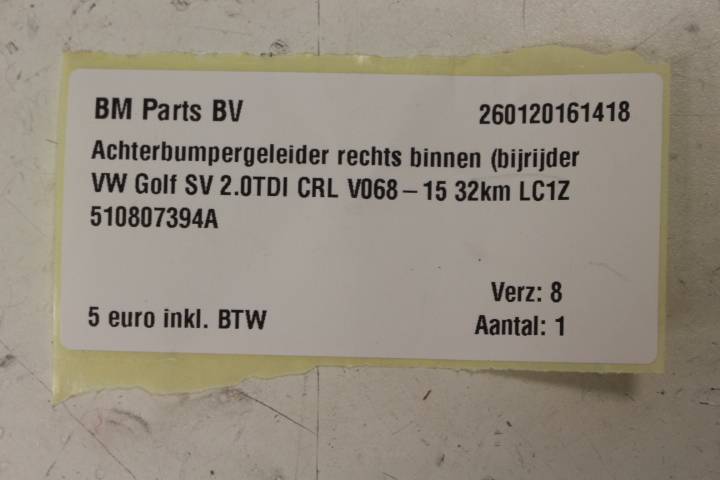 BM Parts BV 260120161418
Achterbumpergeleider rechts binnen (bijrijder
VW Golf SV 2.0TDI CRL V068–15 32km LC1Z
510807394A
Verz: 8
5 euro inkl. BTW Aantal: 1